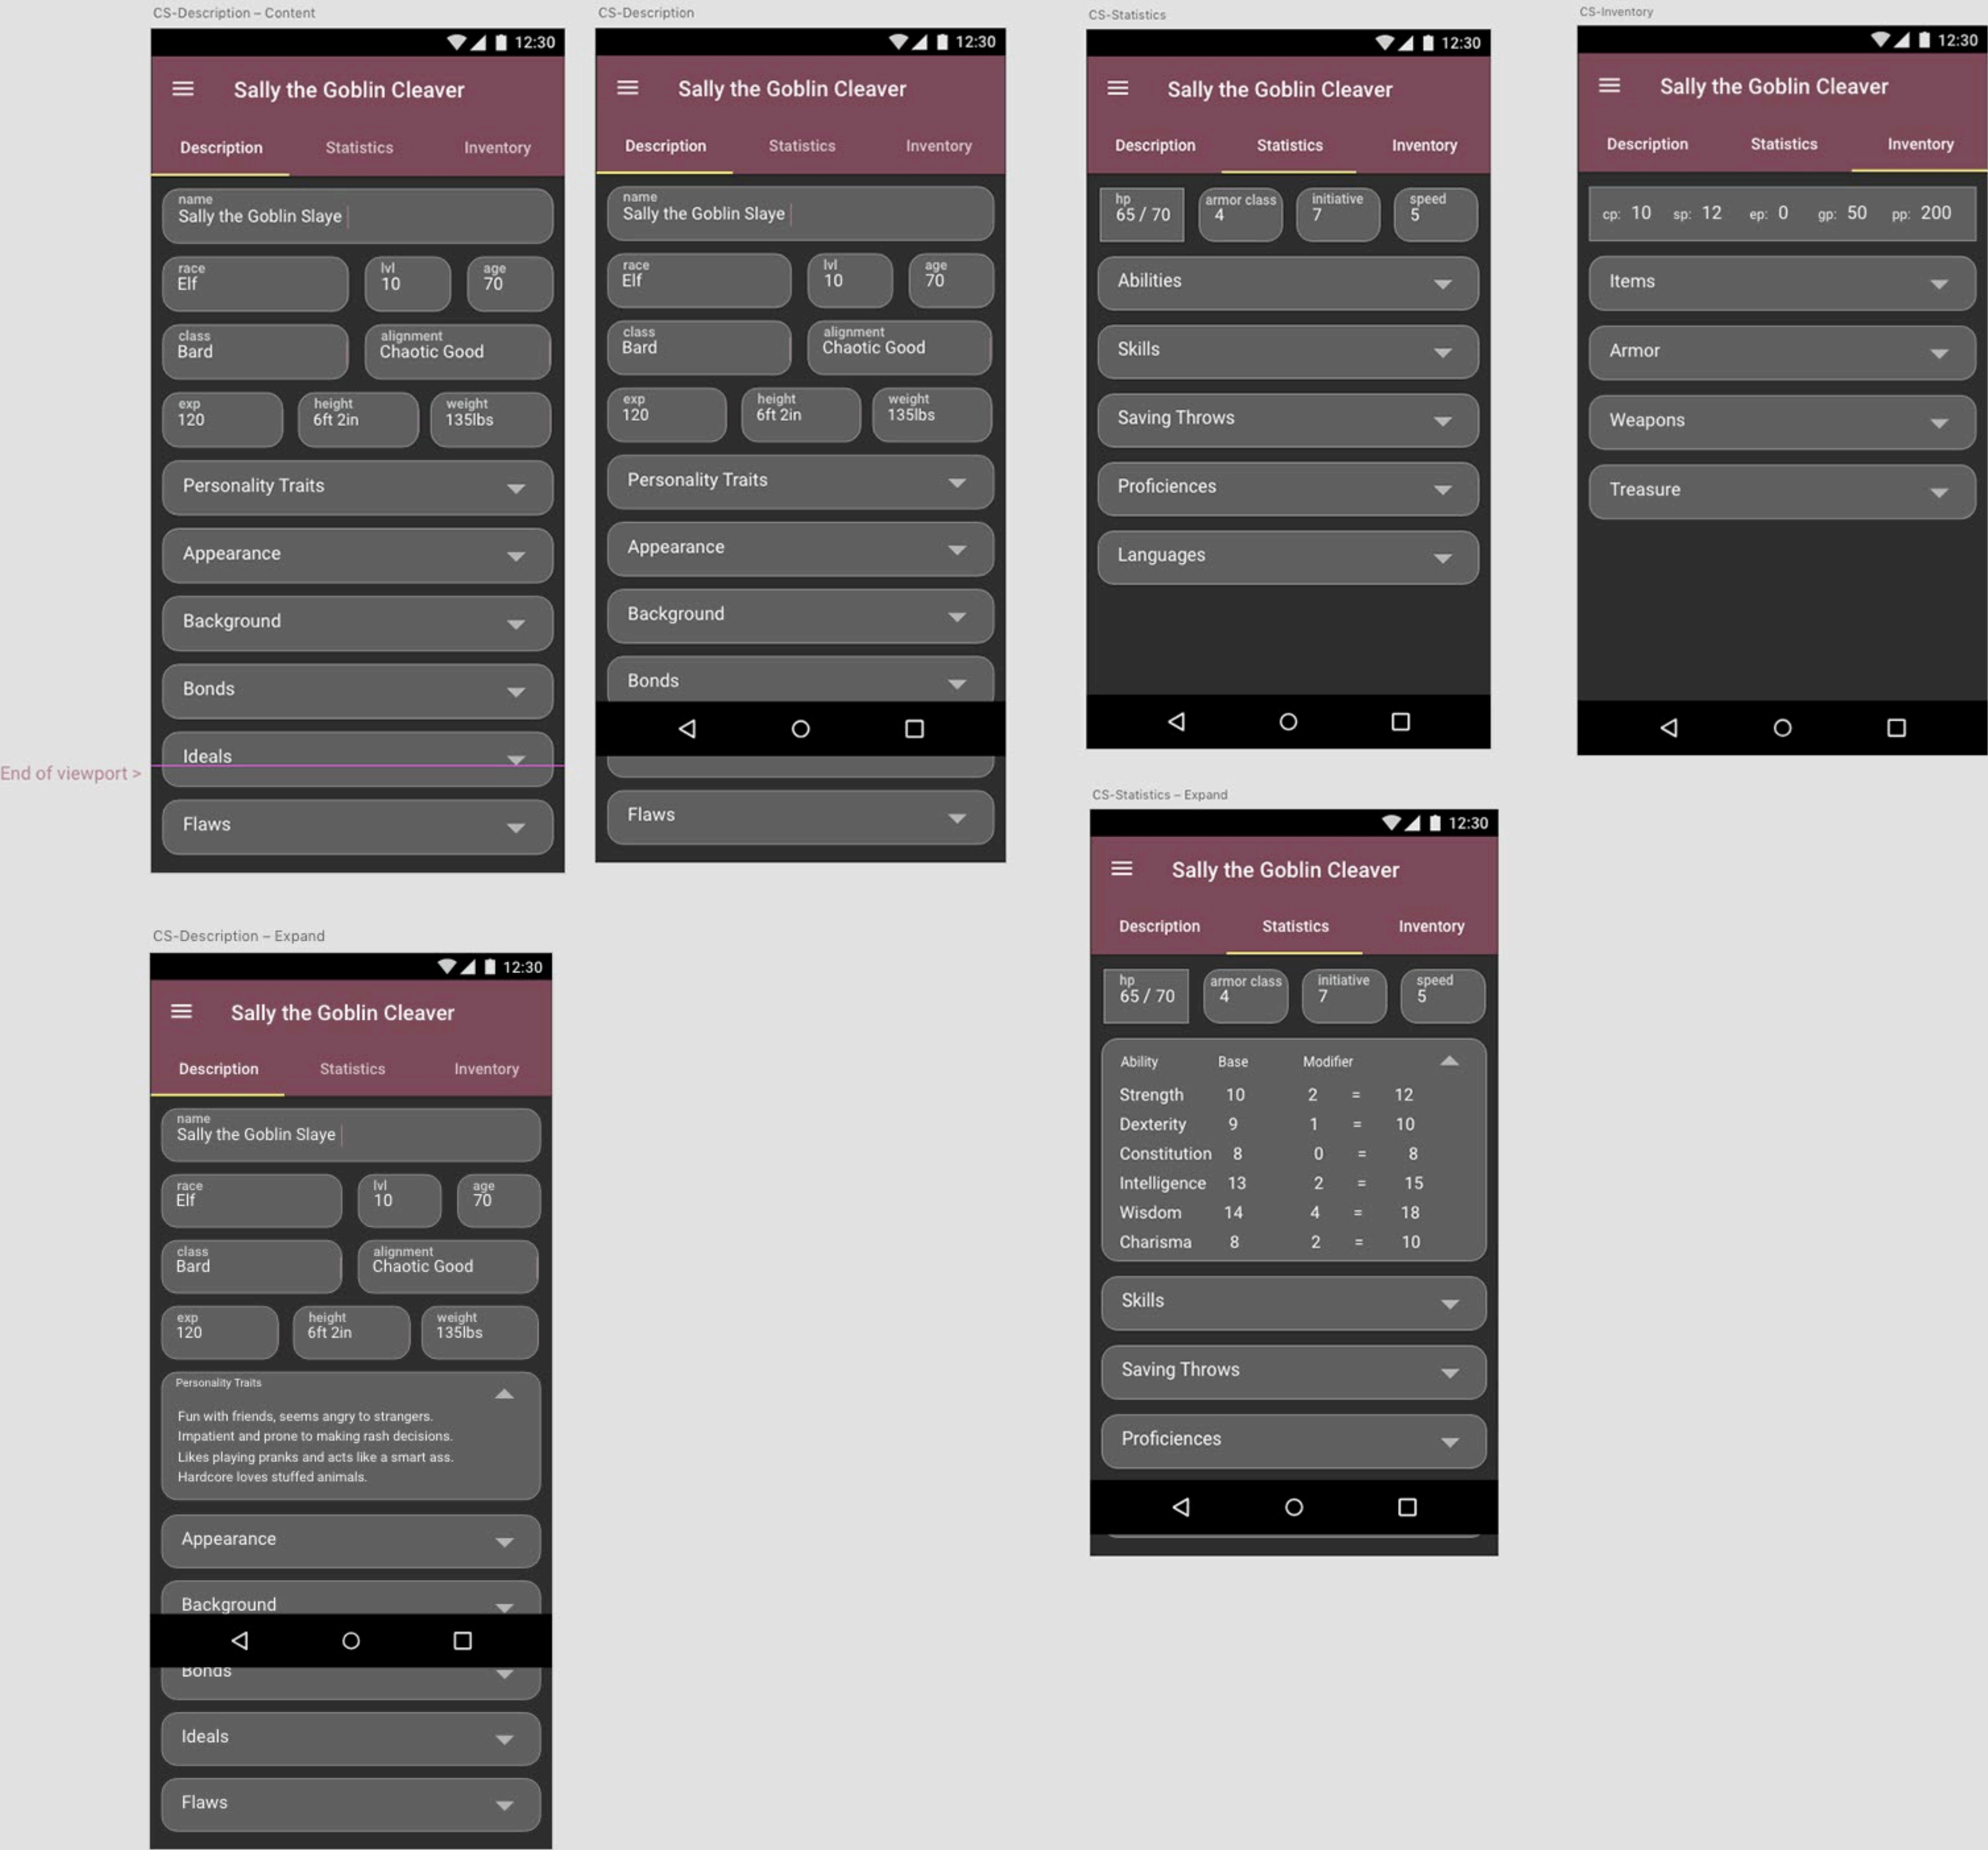 CS-Description – Content
12:30
Sally the Goblin Cleaver
Description Statistics Inventory
name
Sally the Goblin Slaye
race lvl age
Elf 10 70
class alignment
Bard Chaotic Good
exp height weight
120 6ft 2in 135lbs
Personality Traits
Appearance
Background
Bonds
Ideals
End of viewport >
Flaws
CS-Description
12:30
Sally the Goblin Cleaver
Description Statistics Inventory
name
Sally the Goblin Slaye
race lvl age
Elf 10 70
class alignment
Bard Chaotic Good
exp height weight
120 6ft 2in 135lbs
Personality Traits
Appearance
Background
Bonds
Flaws
CS-Statistics
12:30
Sally the Goblin Cleaver
Description Statistics Inventory
hp armor class initiative speed
65 / 70 4 7 5
Abilities
Skills
Saving Throws
Proficiences
Languages
CS-Inventory
12:30
Sally the Goblin Cleaver
Description Statistics Inventory
cp: 10 sp: 12 ep: 0 gp: 50 pp: 200
Items
Armor
Weapons
Treasure
CS-Description – Expand
12:30
Sally the Goblin Cleaver
Description Statistics Inventory
name
Sally the Goblin Slaye
race lvl age
Elf 10 70
class alignment
Bard Chaotic Good
exp height weight
120 6ft 2in 135lbs
Personality Traits
Fun with friends, seems angry to strangers.
Impatient and prone to making rash decisions.
Likes playing pranks and acts like a smart ass.
Hardcore loves stuffed animals.
Appearance
Background
Bonds
Ideals
Flaws
CS-Statistics – Expand
12:30
Sally the Goblin Cleaver
Description Statistics Inventory
hp armor class initiative speed
65 / 70 4 7 5
Ability Base Modifier
Strength 10 2 = 12
Dexterity 9 1 = 10
Constitution 8 0 = 8
Intelligence 13 2 = 15
Wisdom 14 4 = 18
Charisma 8 2 = 10
Skills
Saving Throws
Proficiences